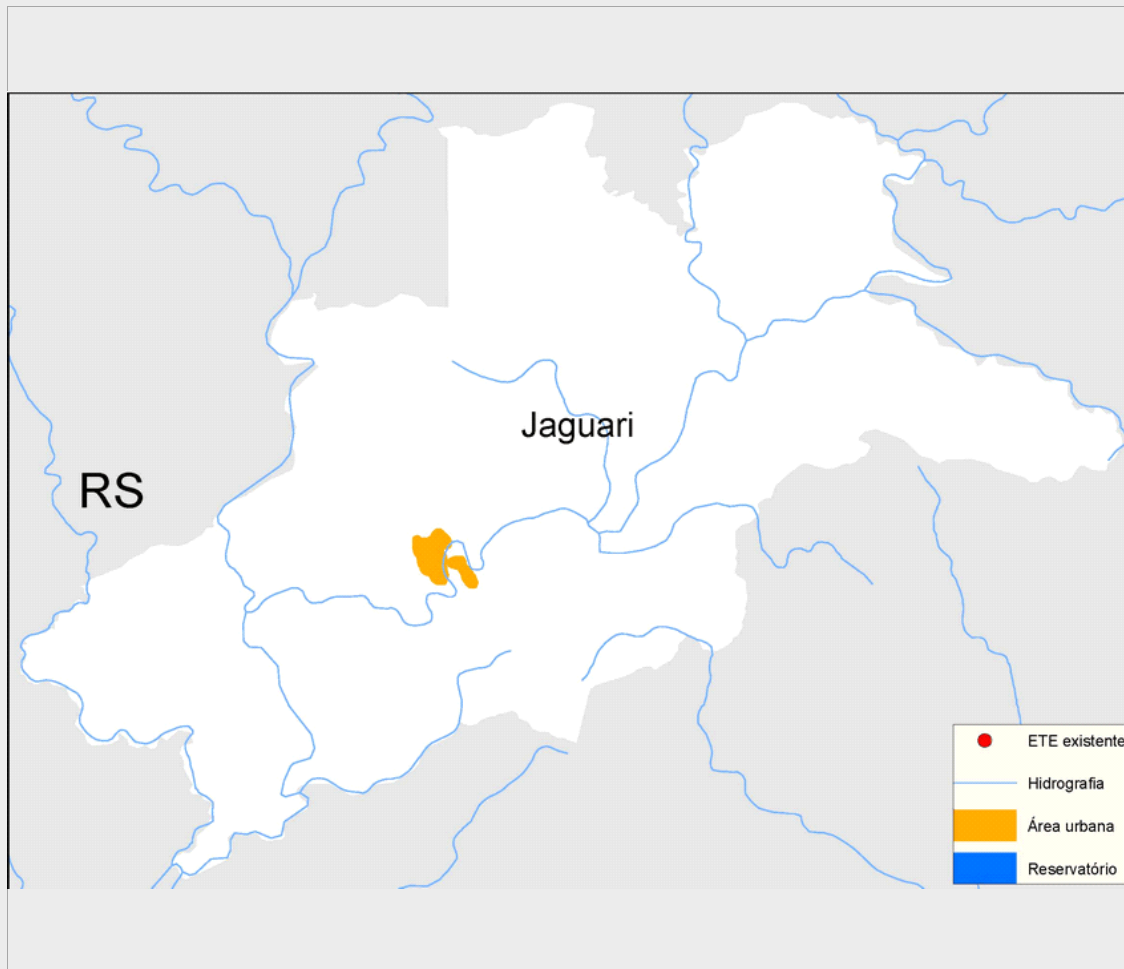 Jaguari
RS
ETE existente
Hidrografia
Área urbana
Reservatório